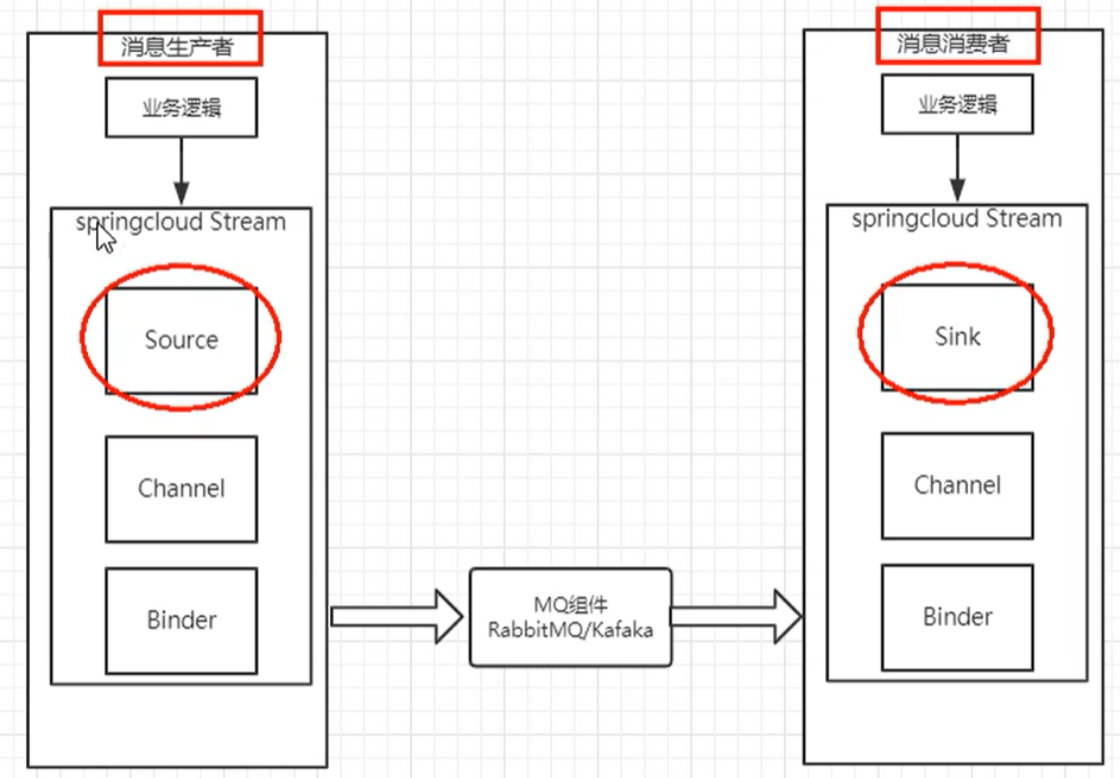 消息生产者
业务逻辑
springcloud Stream
Source
Channel
Binder
MQ组件
RabbitMQ/Kafaka
消息消费者
业务逻辑
springcloud Stream
Sink
Channel
Binder